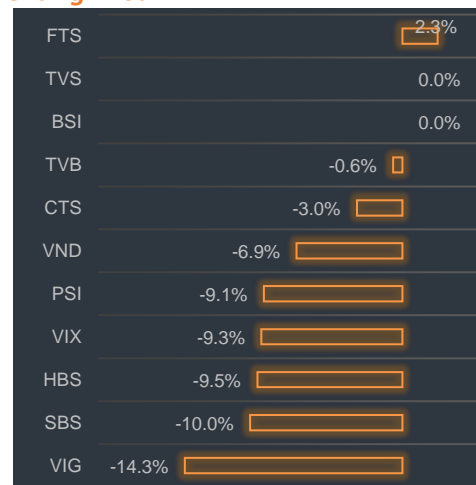 FTS 2.3%
TVS 0.0%
BSI 0.0%
TVB -0.6%
CTS -3.0%
VND -6.9%
PSI -9.1%
VIX -9.3%
HBS -9.5%
SBS -10.0%
VIG -14.3%